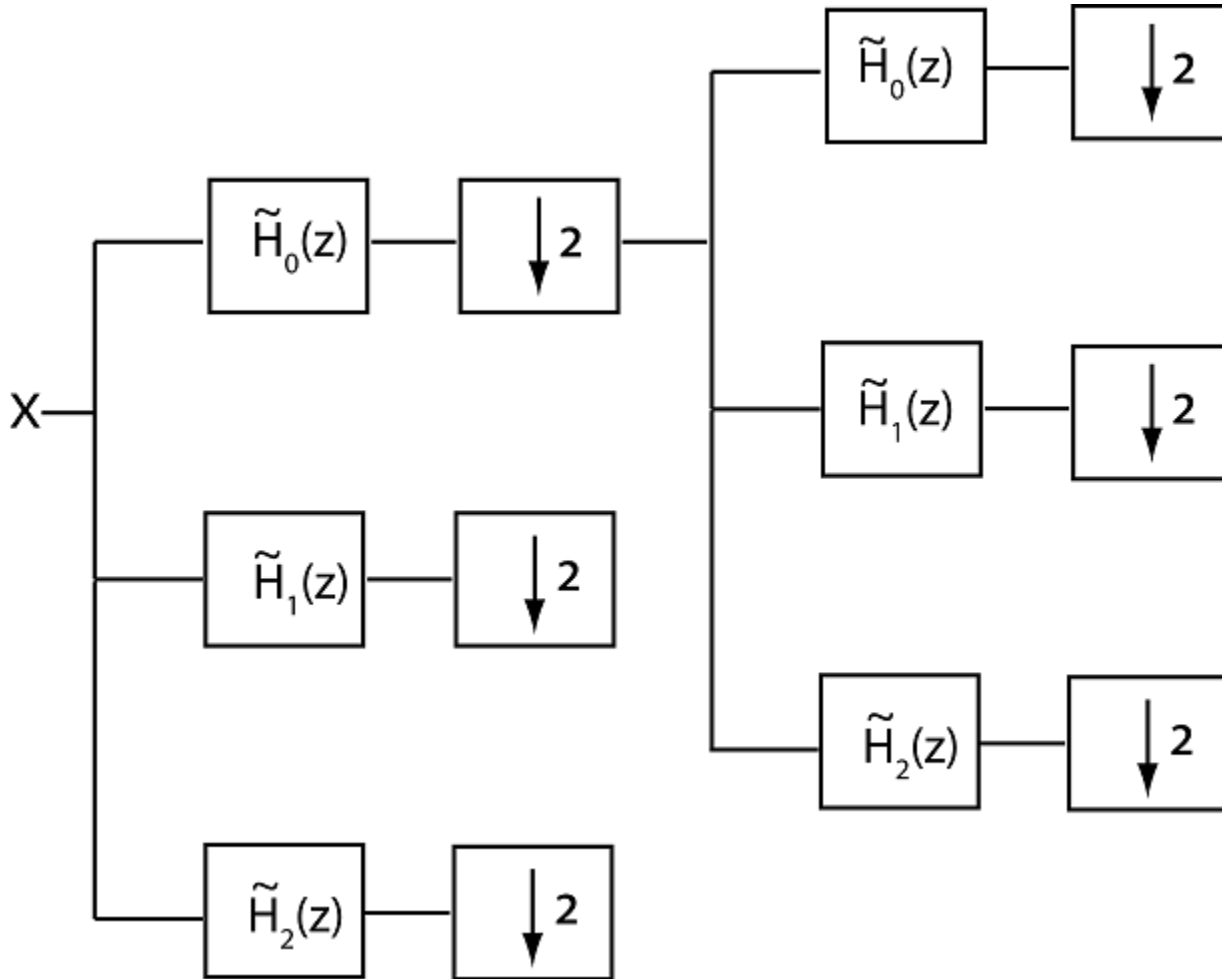 H̃₀(z)
↓ 2
H̃₀(z)
↓ 2
X
H̃₁(z)
↓ 2
H̃₁(z)
↓ 2
H̃₂(z)
↓ 2
H̃₂(z)
↓ 2